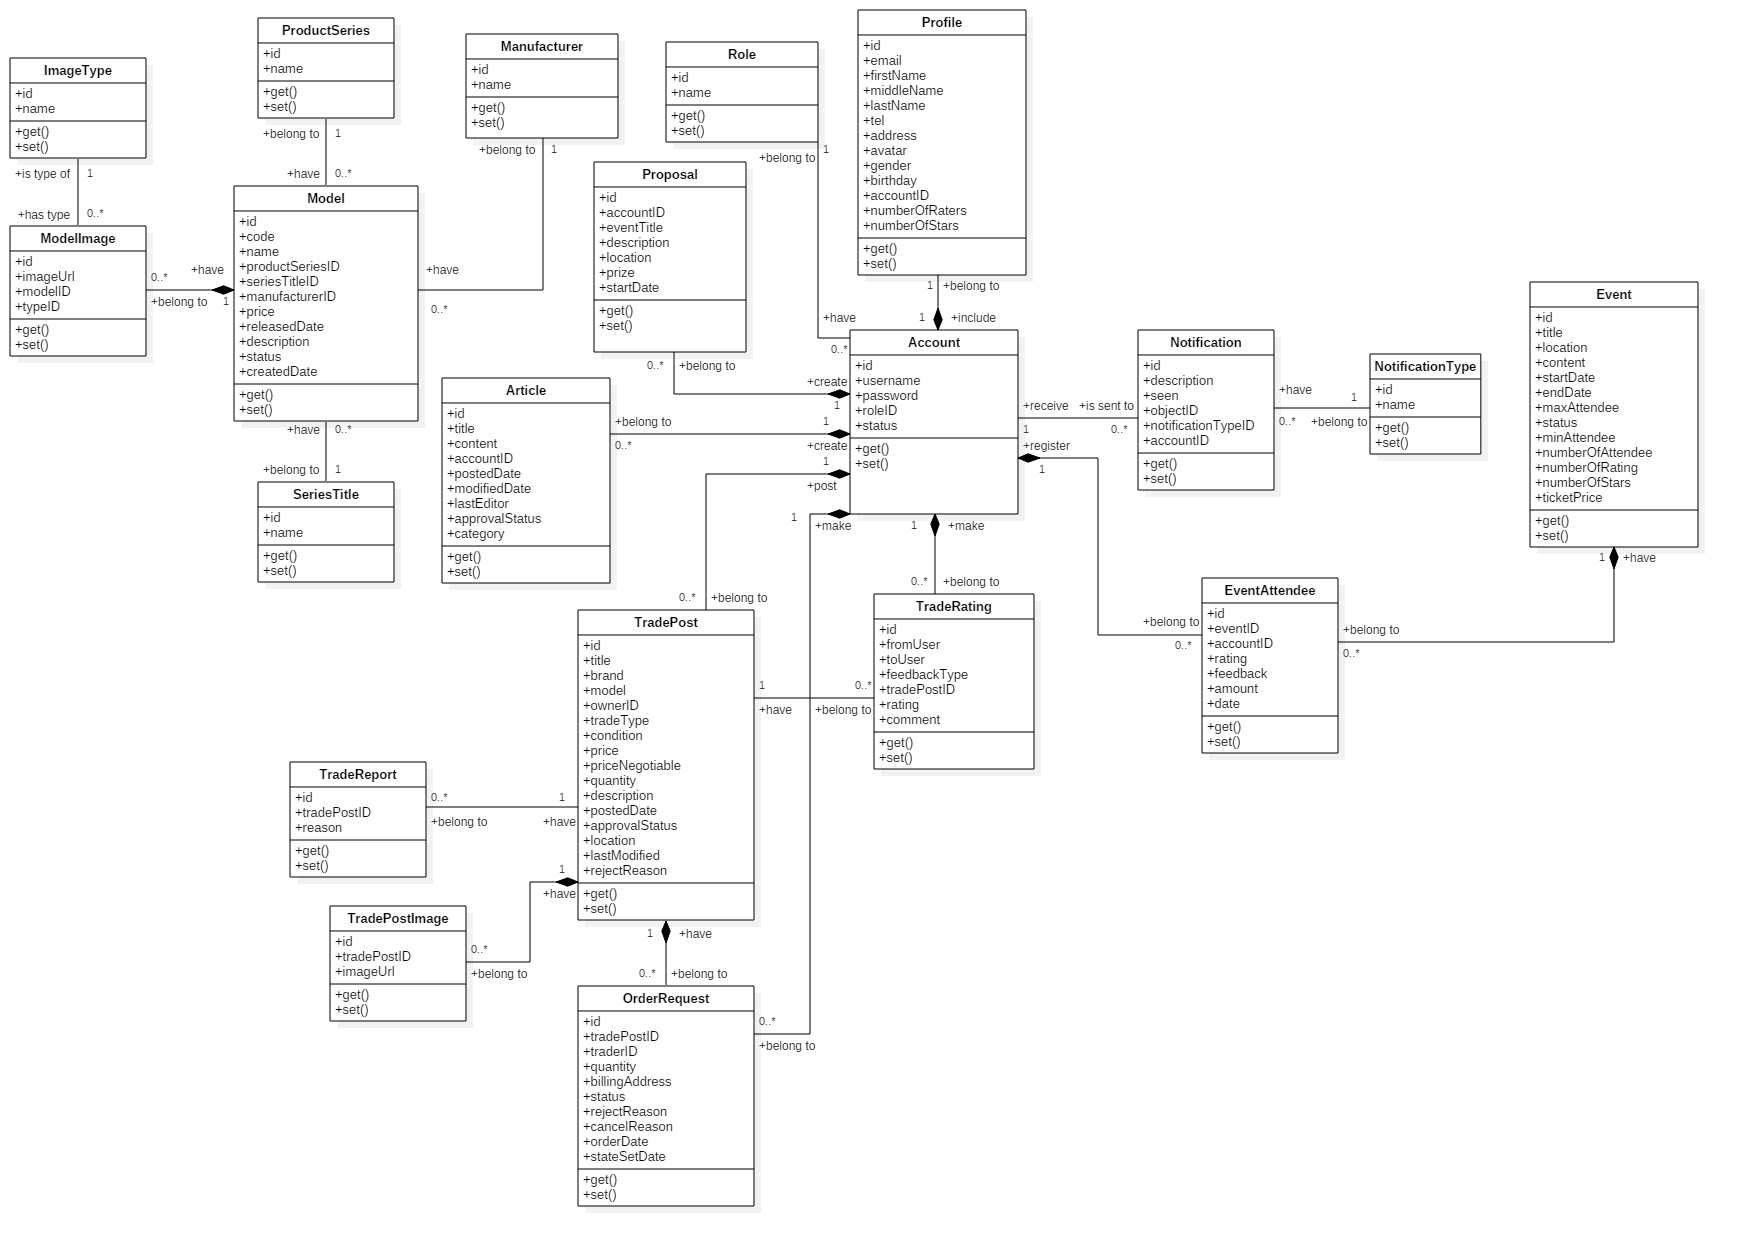 ImageType
+id
+name
+get()
+set()
+is type of
1
+has type
0..*
ModelImage
+id
+imageUrl
+modelID
+typeID
+get()
+set()
0..*
+belong to
+have
1
ProductSeries
+id
+name
+get()
+set()
+belong to
1
+have
0..*
Model
+id
+code
+name
+productSeriesID
+seriesTitleID
+manufacturerID
+price
+releasedDate
+description
+status
+createdDate
+get()
+set()
+have
0..*
+belong to
1
SeriesTitle
+id
+name
+get()
+set()
Manufacturer
+id
+name
+get()
+set()
+belong to
1
+have
0..*
Role
+id
+name
+get()
+set()
+belong to
1
+have
0..*
Proposal
+id
+accountID
+eventTitle
+description
+location
+prize
+startDate
+get()
+set()
0..*
+belong to
+create
1
Article
+id
+title
+content
+accountID
+postedDate
+modifiedDate
+lastEditor
+approvalStatus
+category
+get()
+set()
+belong to
0..*
1
+create
Profile
+id
+email
+firstName
+middleName
+lastName
+tel
+address
+avatar
+gender
+birthday
+accountID
+numberOfRaters
+numberOfStars
+get()
+set()
1
+belong to
1
+include
Account
+id
+username
+password
+roleID
+status
+get()
+set()
+receive
1
+is sent to
0..*
+register
1
1
+post
1
+make
1
+make
Notification
+id
+description
+seen
+objectID
+notificationTypeID
+accountID
+get()
+set()
+have
0..*
1
+belong to
NotificationType
+id
+name
+get()
+set()
Event
+id
+title
+location
+content
+startDate
+endDate
+maxAttendee
+status
+minAttendee
+numberOfAttendee
+numberOfRating
+numberOfStars
+ticketPrice
+get()
+set()
1
+have
EventAttendee
+id
+eventID
+accountID
+rating
+feedback
+amount
+date
+get()
+set()
+belong to
0..*
+belong to
0..*
0..*
+belong to
TradeRating
+id
+fromUser
+toUser
+feedbackType
+tradePostID
+rating
+comment
+get()
+set()
0..*
+belong to
0..*
+belong to
TradePost
+id
+title
+brand
+model
+ownerID
+tradeType
+condition
+price
+priceNegotiable
+quantity
+description
+postedDate
+approvalStatus
+location
+lastModified
+rejectReason
+get()
+set()
1
+have
TradeReport
+id
+tradePostID
+reason
+get()
+set()
0..*
+belong to
1
+have
1
+have
TradePostImage
+id
+tradePostID
+imageUrl
+get()
+set()
0..*
+belong to
1
+have
0..*
+belong to
OrderRequest
+id
+tradePostID
+traderID
+quantity
+billingAddress
+status
+rejectReason
+cancelReason
+orderDate
+stateSetDate
+get()
+set()
0..*
+belong to